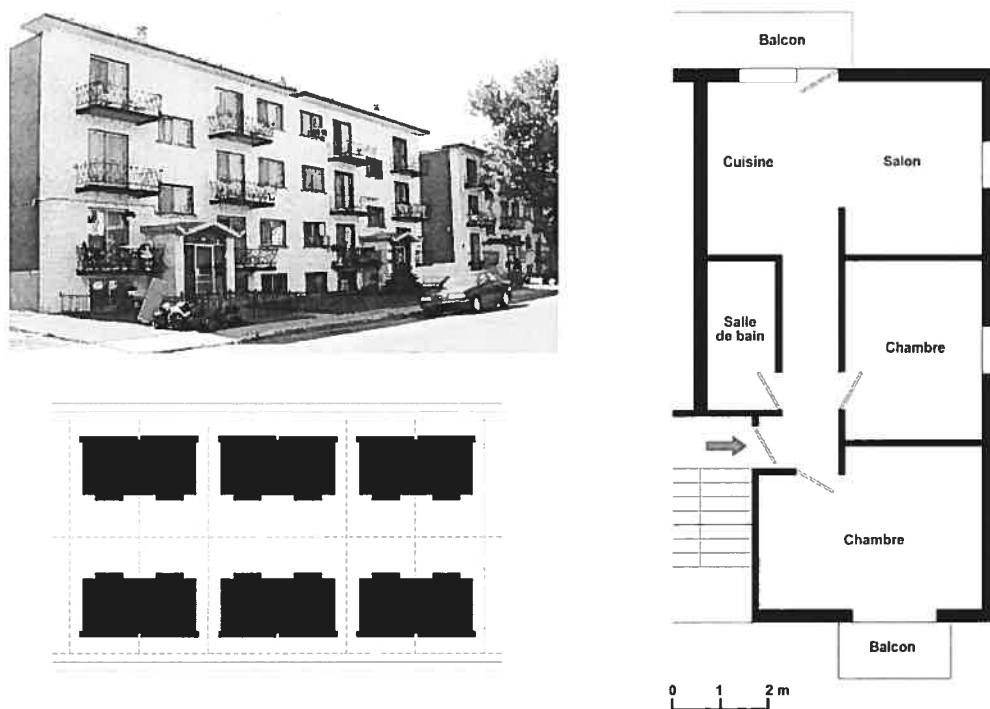 Balcon
Cuisine
Salon
Salle
de bain
Chambre
Chambre
Balcon
0 1 2 m